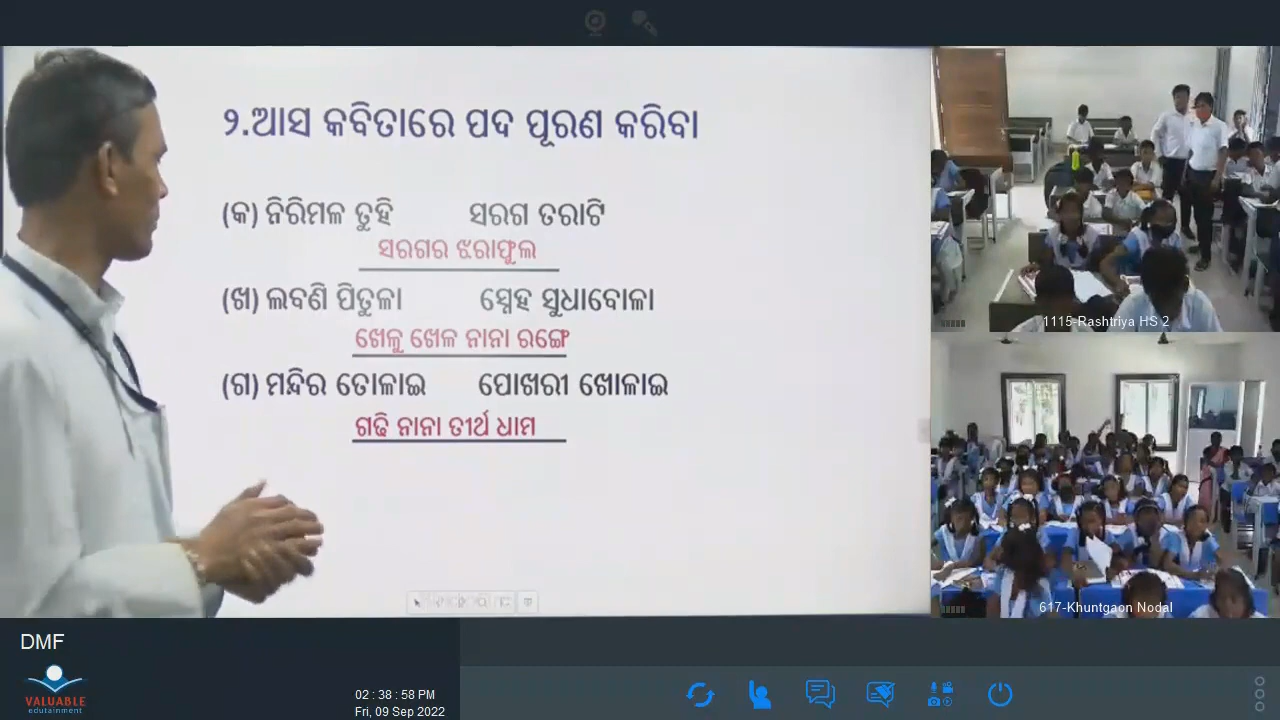 ୨.ଆସ କବିତାରେ ପଦ ପୂରଣ କରିବା
(କ) ନିରିମଳ ତୁହି ସରଗ ତରାଟି
ସରଗର ଝରାଫୁଲ
(ଖ) ଲବଣି ପିତୁଳା ସ୍ନେହ ସୁଧାବୋଳା
ଖେଳୁ ଖେଳ ନାନା ରଙ୍ଗେ
(ଗ) ମନ୍ଦିର ତୋଳାଇ ପୋଖରୀ ଖୋଳାଇ
ଗଢି ନାନା ତୀର୍ଥ ଧାମ
1115-Rashtriya HS 2
617-Khuntgaon Nodal
DMF
VALUABLE
edutainment
02 : 38 : 58 PM
Fri, 09 Sep 2022